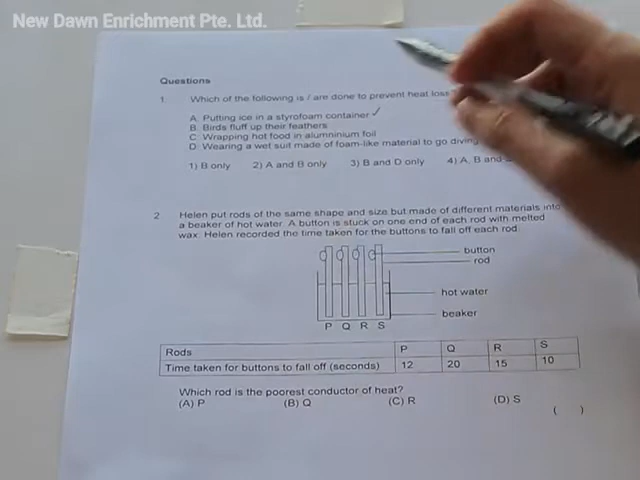 New Dawn Enrichment Pte. Ltd.
Questions
1. Which of the following is / are done to prevent heat loss
A. Putting ice in a styrofoam container ✓
B. Birds fluff up their feathers
C. Wrapping hot food in alumninium foil
D. Wearing a wet suit made of foam-like material to go diving
1) B only 2) A and B only 3) B and D only 4) A, B and
2 Helen put rods of the same shape and size but made of different materials into
a beaker of hot water. A button is stuck on one end of each rod with melted
wax. Helen recorded the time taken for the buttons to fall off each rod.
button
rod
hot water
beaker
P Q R S
Rods P Q R S
Time taken for buttons to fall off (seconds) 12 20 15 10
Which rod is the poorest conductor of heat?
(A) P (B) Q (C) R (D) S
( )